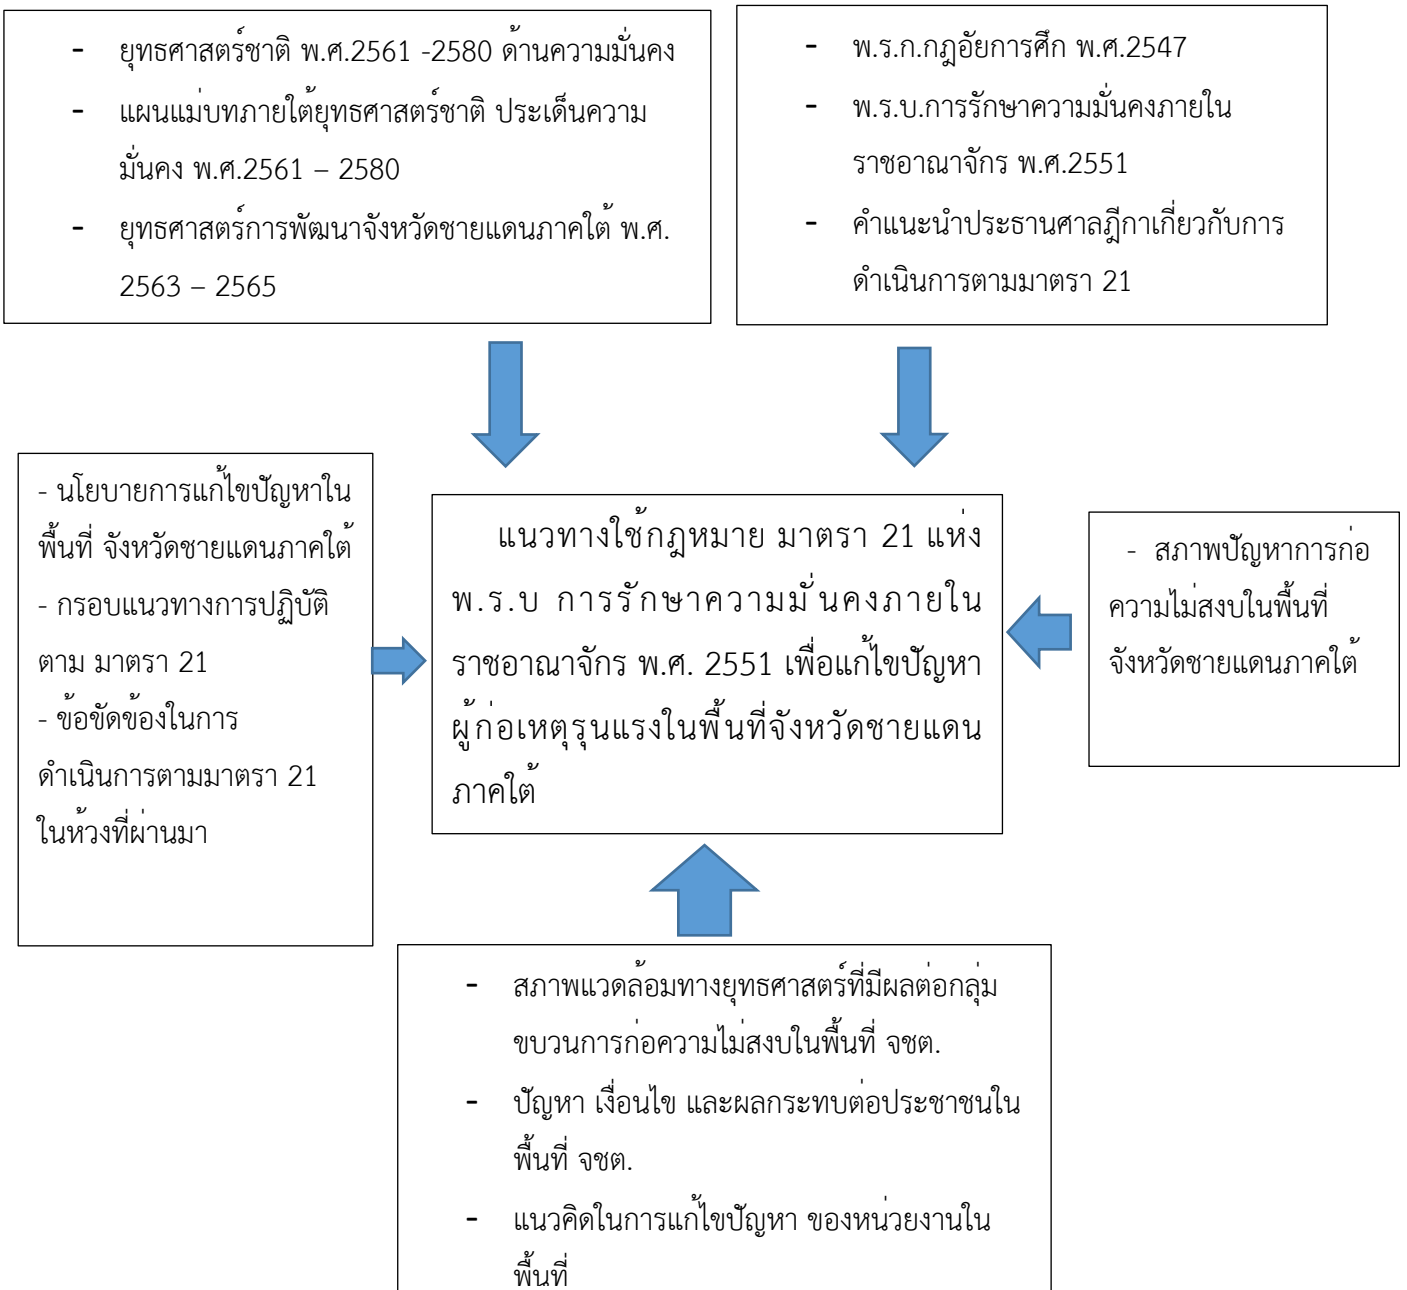 - ยุทธศาสตร์ชาติ พ.ศ.2561 -2580 ด้านความมั่นคง
- แผนแม่บทภายใต้ยุทธศาสตร์ชาติ ประเด็นความ
มั่นคง พ.ศ.2561 – 2580
- ยุทธศาสตร์การพัฒนาจังหวัดชายแดนภาคใต้ พ.ศ.
2563 – 2565
- พ.ร.ก.กฎอัยการศึก พ.ศ.2547
- พ.ร.บ.การรักษาความมั่นคงภายใน
ราชอาณาจักร พ.ศ.2551
- คำแนะนำประธานศาลฎีกาเกี่ยวกับการ
ดำเนินการตามมาตรา 21
- นโยบายการแก้ไขปัญหาใน
พื้นที่ จังหวัดชายแดนภาคใต้
- กรอบแนวทางการปฏิบัติ
ตาม มาตรา 21
- ข้อขัดข้องในการ
ดำเนินการตามมาตรา 21
ในห้วงที่ผ่านมา
แนวทางใช้กฎหมาย มาตรา 21 แห่ง
พ.ร.บ การรักษาความมั่นคงภายใน
ราชอาณาจักร พ.ศ. 2551 เพื่อแก้ไขปัญหา
ผู้ก่อเหตุรุนแรงในพื้นที่จังหวัดชายแดน
ภาคใต้
- สภาพปัญหาการก่อ
ความไม่สงบในพื้นที่
จังหวัดชายแดนภาคใต้
- สภาพแวดล้อมทางยุทธศาสตร์ที่มีผลต่อกลุ่ม
ขบวนการก่อความไม่สงบในพื้นที่ จชต.
- ปัญหา เงื่อนไข และผลกระทบต่อประชาชนใน
พื้นที่ จชต.
- แนวคิดในการแก้ไขปัญหา ของหน่วยงานใน
พื้นที่